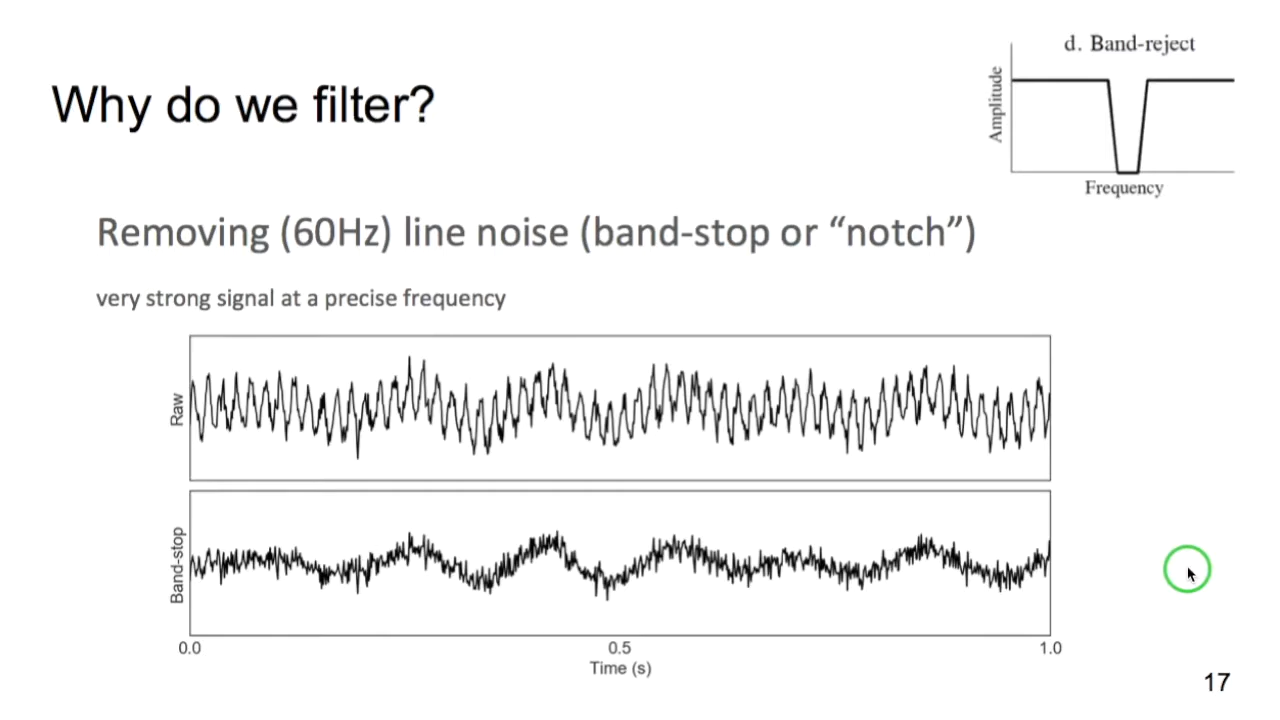 d. Band-reject
Amplitude
Frequency
Why do we filter?
Removing (60Hz) line noise (band-stop or “notch”)
very strong signal at a precise frequency
Raw
Band-stop
0.0
0.5
1.0
Time (s)
17